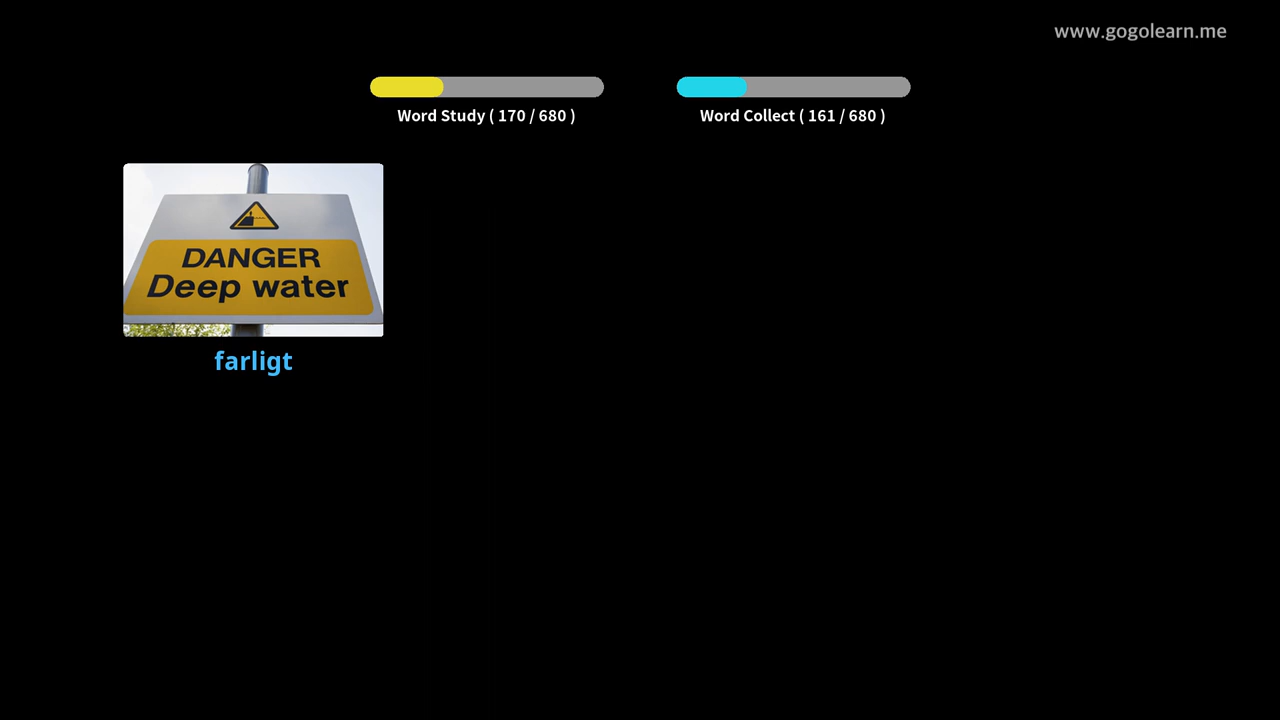 www.gogolearn.me
Word Study ( 170 / 680 )
Word Collect ( 161 / 680 )
DANGER
Deep water
farligt